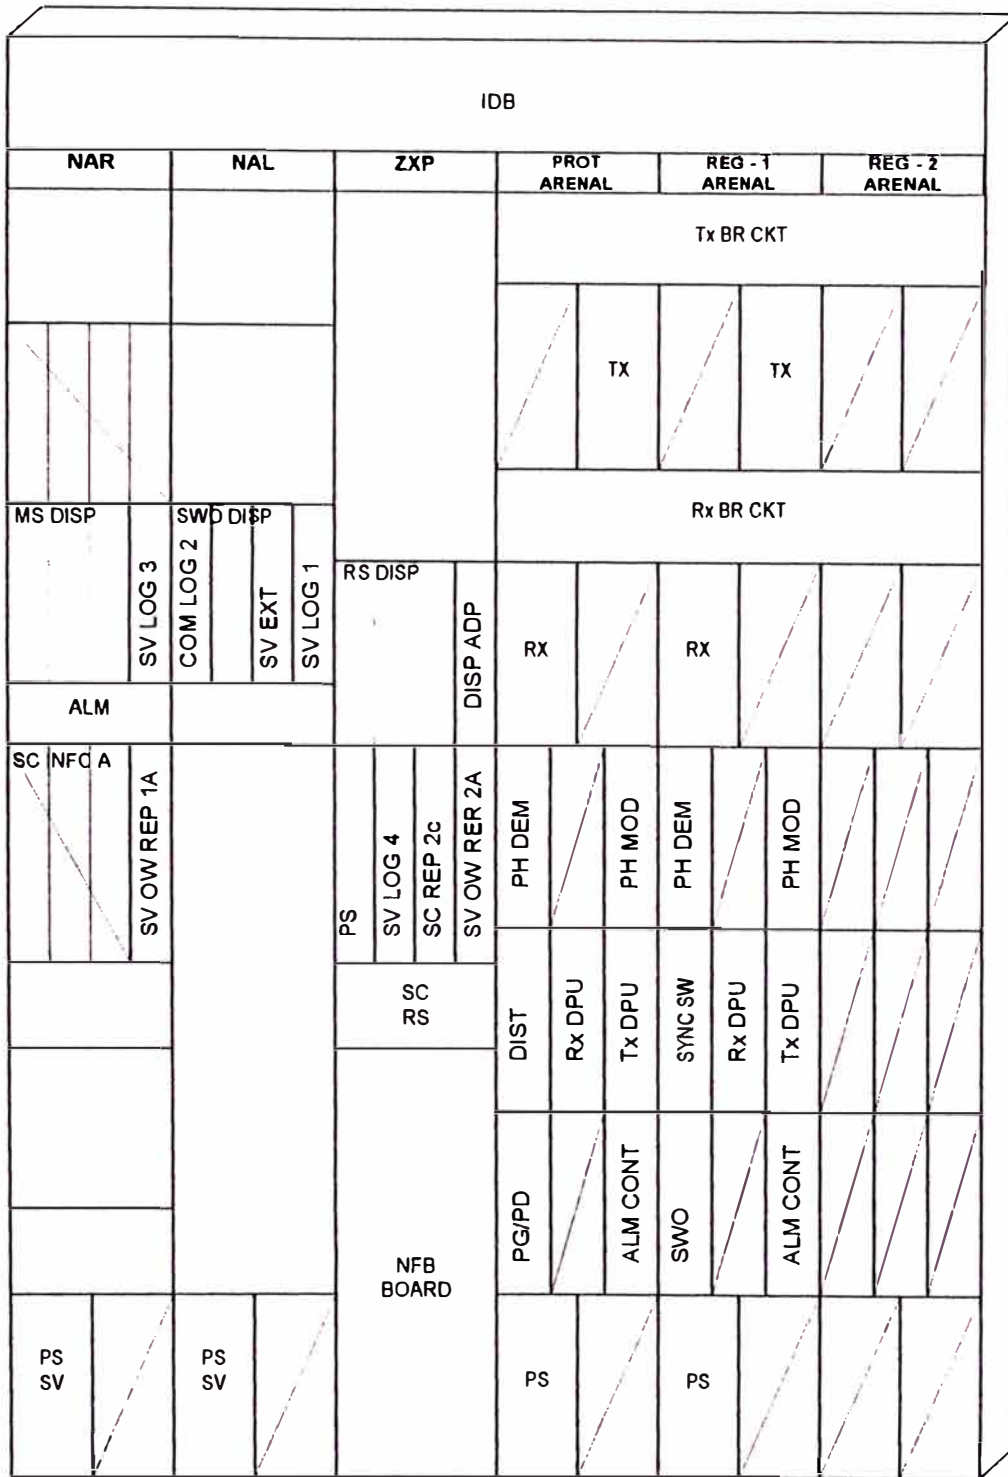 IDB
NAR NAL ZXP PROT ARENAL REG - 1 ARENAL REG - 2 ARENAL
Tx BR CKT
TX TX
Rx BR CKT
MS DISP
SV LOG 3
SWO DISP
COM LOG 2
SV EXT
SV LOG 1
RS DISP
DISP ADP
RX RX
ALM
SC INFO A
SV OW REP 1A
PS
SV LOG 4
SC REP 2c
SV OW RER 2A
PH DEM
PH MOD
PH DEM
PH MOD
SC
RS
DIST
Rx DPU
Tx DPU
SYNC SW
Rx DPU
Tx DPU
PG/PD
ALM CONT
SWO
ALM CONT
NFB
BOARD
PS
SV
PS
SV
PS
PS